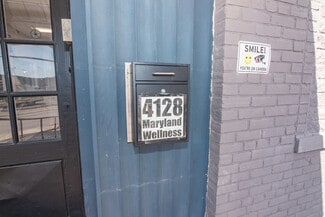 4128
Maryland
Wellness
SMILE!
YOU'RE ON CAMERA